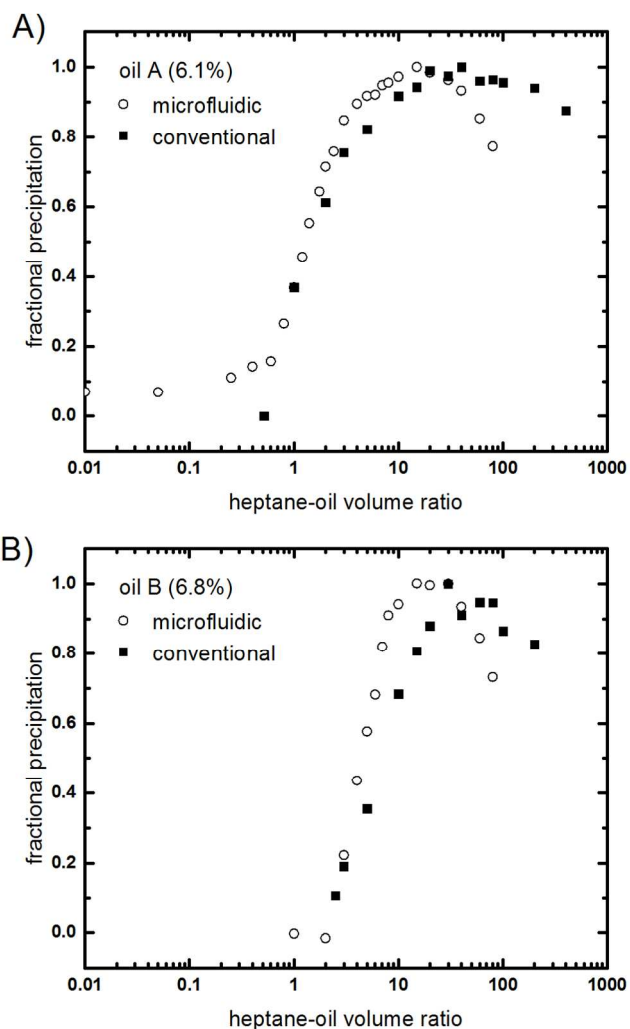 A)
oil A (6.1%)
microfluidic
conventional
1.0
0.8
0.6
0.4
0.2
0.0
fractional precipitation
0.01 0.1 1 10 100 1000
heptane-oil volume ratio
B)
oil B (6.8%)
microfluidic
conventional
1.0
0.8
0.6
0.4
0.2
0.0
fractional precipitation
0.01 0.1 1 10 100 1000
heptane-oil volume ratio